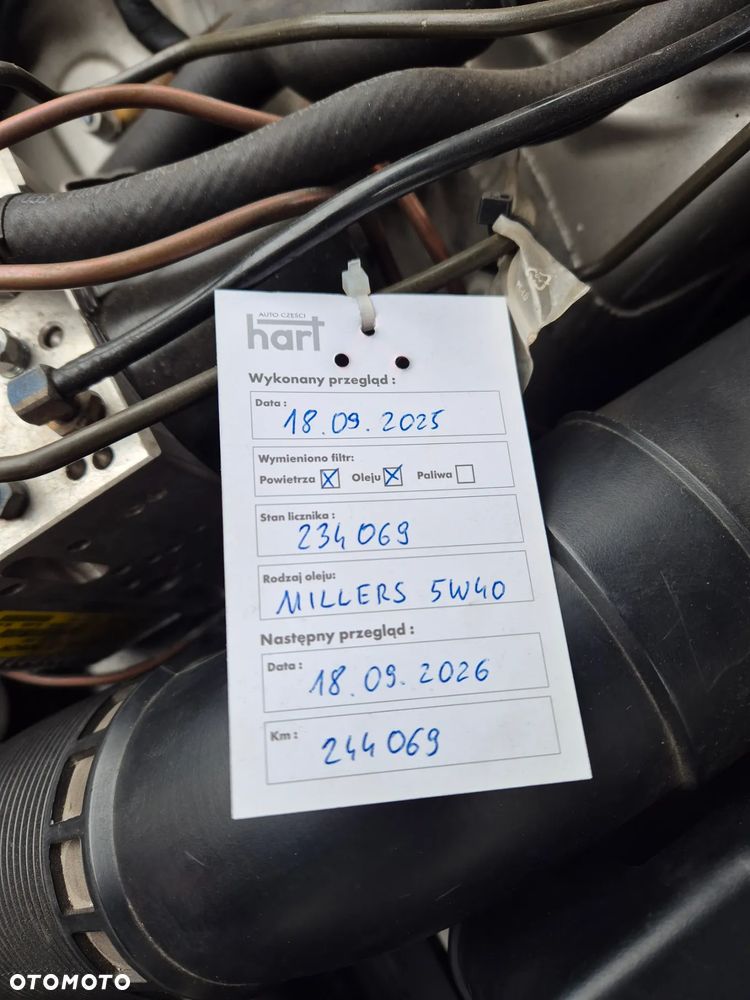 AUTO CZĘŚCI
hart
Wykonany przegląd :
Data :
18.09.2025
Wymieniono filtr:
Powietrza X Oleju X Paliwa
Stan licznika :
234069
Rodzaj oleju:
MILLERS 5W40
Następny przegląd :
Data :
18.09.2026
Km :
244069
OTOMOTO